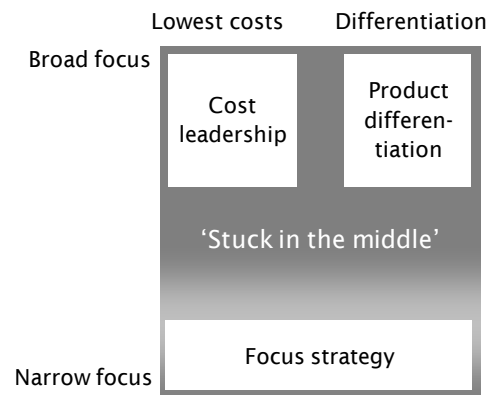 Lowest costs
Differentiation
Broad focus
Cost
leadership
Product
differen-
tiation
‘Stuck in the middle’
Focus strategy
Narrow focus